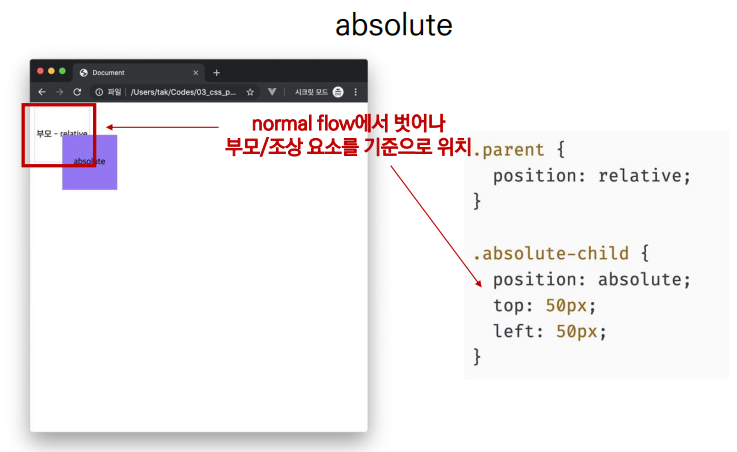 absolute
Document
파일 | /Users/tak/Codes/03_css_p... 시크릿 모드
부모 - relative
absolute
normal flow에서 벗어나
부모/조상 요소를 기준으로 위치
.parent {
position: relative;
}
.absolute-child {
position: absolute;
top: 50px;
left: 50px;
}